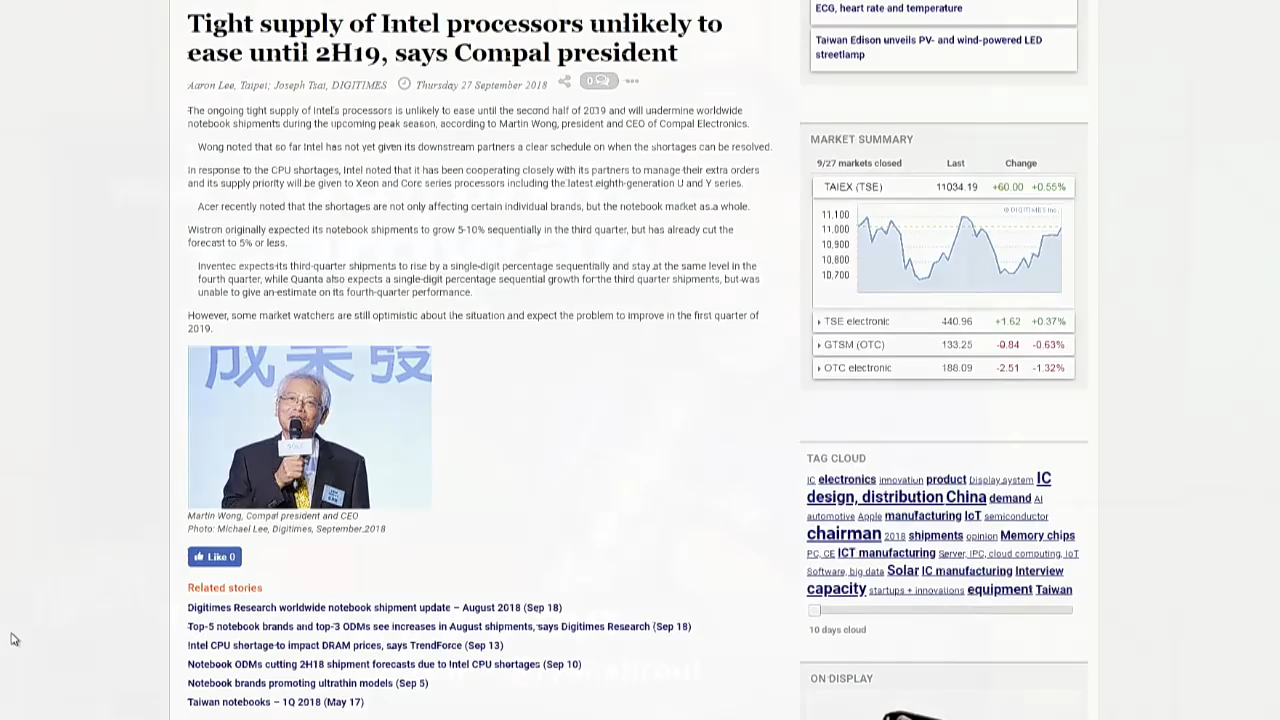 Tight supply of Intel processors unlikely to
ease until 2H19, says Compal president
Aaron Lee, Taipei; Joseph Tsai, DIGITIMES Thursday 27 September 2018 0
The ongoing tight supply of Intel's processors is unlikely to ease until the second half of 2019 and will undermine worldwide
notebook shipments during the upcoming peak season, according to Martin Wong, president and CEO of Compal Electronics.
Wong noted that so far Intel has not yet given its downstream partners a clear schedule on when the shortages can be resolved.
In response to the CPU shortages, Intel noted that it has been cooperating closely with its partners to manage their extra orders
and its supply priority will be given to Xeon and Core series processors including the latest eighth-generation U and Y series.
Acer recently noted that the shortages are not only affecting certain individual brands, but the notebook market as a whole.
Wistron originally expected its notebook shipments to grow 5-10% sequentially in the third quarter, but has already cut the
forecast to 5% or less.
Inventec expects its third-quarter shipments to rise by a single-digit percentage sequentially and stay at the same level in the
fourth quarter, while Quanta also expects a single-digit percentage sequential growth for the third quarter shipments, but was
unable to give an estimate on its fourth-quarter performance.
However, some market watchers are still optimistic about the situation and expect the problem to improve in the first quarter of
2019.
成果發
Martin Wong, Compal president and CEO
Photo: Michael Lee, Digitimes, September 2018
Like 0
Related stories
Digitimes Research worldwide notebook shipment update – August 2018 (Sep 18)
Top-5 notebook brands and top-3 ODMs see increases in August shipments, says Digitimes Research (Sep 18)
Intel CPU shortage to impact DRAM prices, says TrendForce (Sep 13)
Notebook ODMs cutting 2H18 shipment forecasts due to Intel CPU shortages (Sep 10)
Notebook brands promoting ultrathin models (Sep 5)
Taiwan notebooks – 1Q 2018 (May 17)
ECG, heart rate and temperature
Taiwan Edison unveils PV- and wind-powered LED
streetlamp
MARKET SUMMARY
9/27 markets closed Last Change
TAIEX (TSE) 11034.19 +60.00 +0.55%
© DIGITIMES Inc.
11,100
11,000
10,900
10,800
10,700
TSE electronic 440.96 +1.62 +0.37%
GTSM (OTC) 133.25 -0.84 -0.63%
OTC electronic 188.09 -2.51 -1.32%
TAG CLOUD
IC electronics innovation product Display system IC
design, distribution China demand AI
automotive Apple manufacturing IoT semiconductor
chairman 2018 shipments opinion Memory chips
PC, CE ICT manufacturing Server, IPC, cloud computing, IoT
Software, big data Solar IC manufacturing Interview
capacity startups + innovations equipment Taiwan
10 days cloud
ON DISPLAY